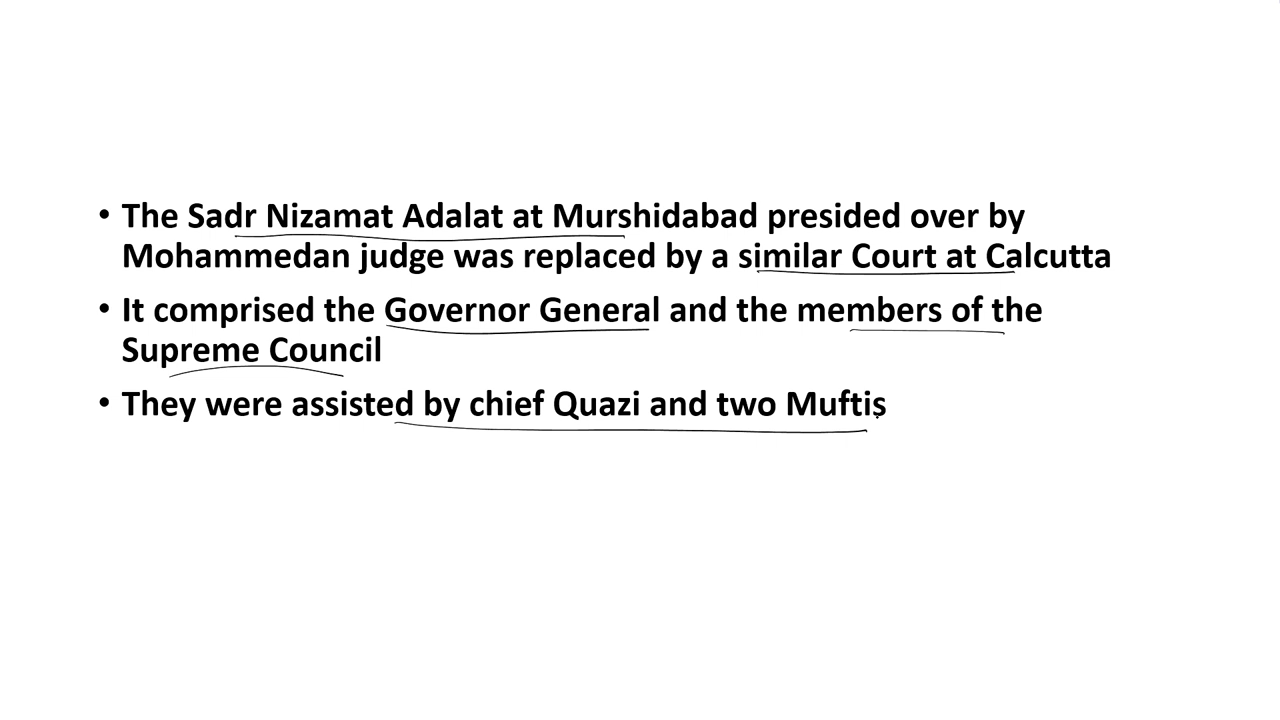 • The Sadr Nizamat Adalat at Murshidabad presided over by
Mohammedan judge was replaced by a similar Court at Calcutta
• It comprised the Governor General and the members of the
Supreme Council
• They were assisted by chief Quazi and two Muftis